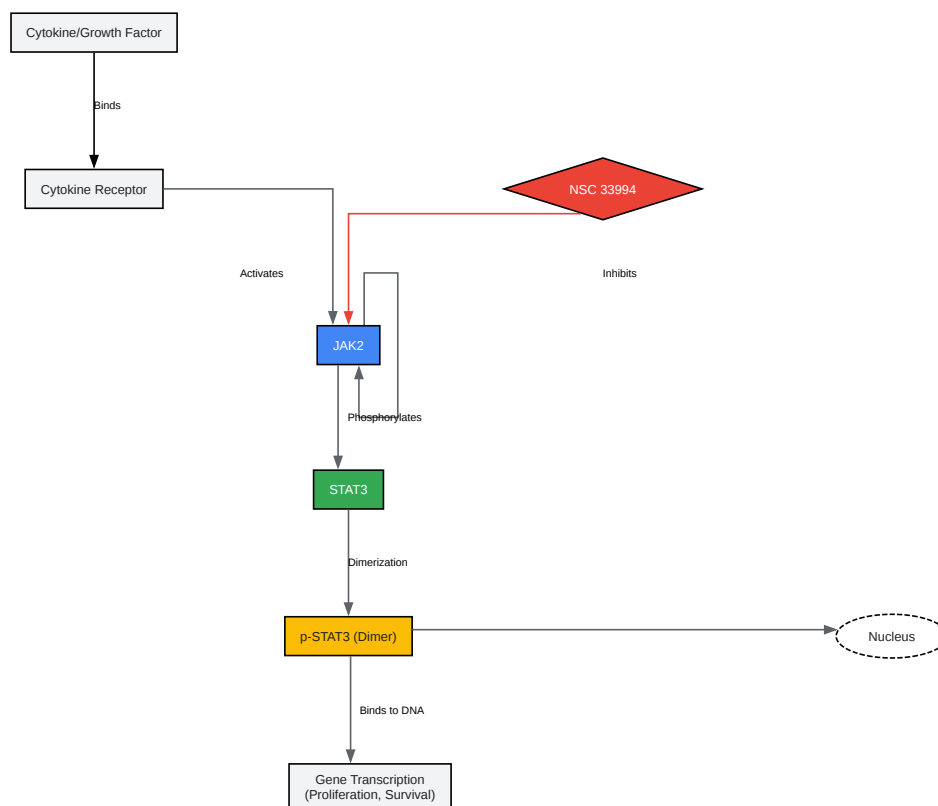 Cytokine/Growth Factor
Binds
Cytokine Receptor
NSC 33994
Activates
Inhibits
JAK2
Phosphorylates
STAT3
Dimerization
p-STAT3 (Dimer)
Nucleus
Binds to DNA
Gene Transcription
(Proliferation, Survival)